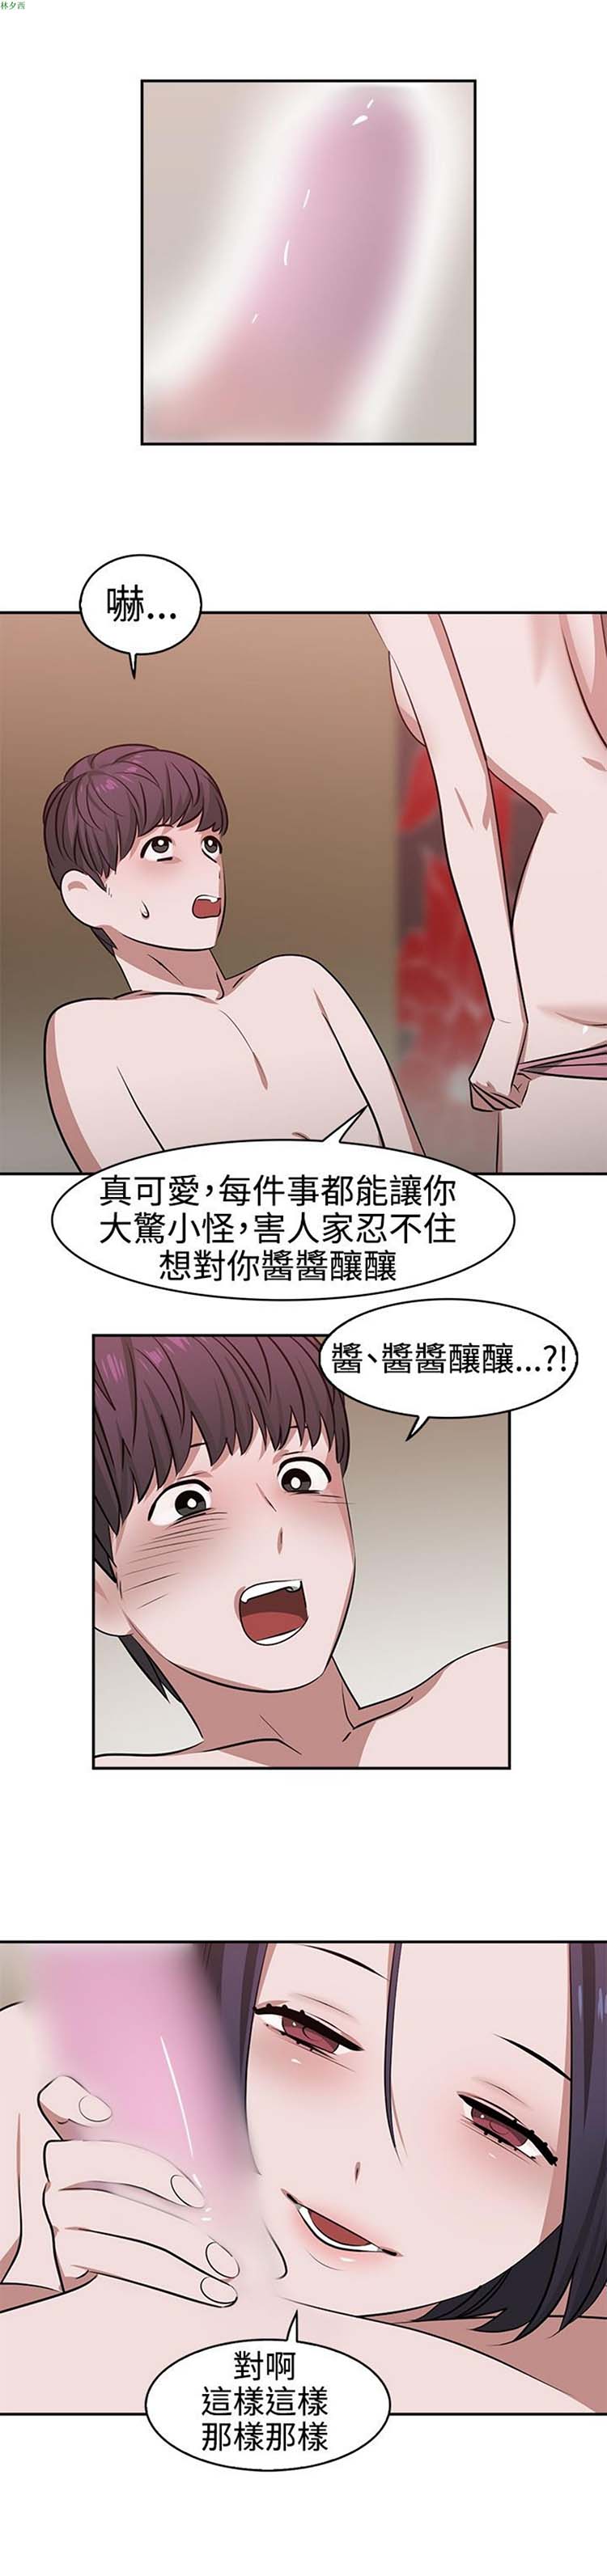 林夕西
嚇…
真可愛，每件事都能讓你
大驚小怪，害人家忍不住
想對你醬醬釀釀
醬、醬醬釀釀…?!
對啊
這樣這樣
那樣那樣